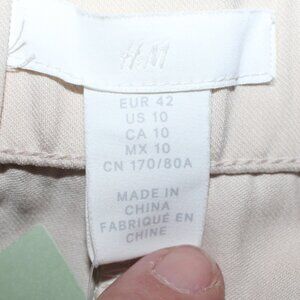 H&M
EUR 42
US 10
CA 10
MX 10
CN 170/80A
MADE IN
CHINA
FABRIQUÉ EN
CHINE